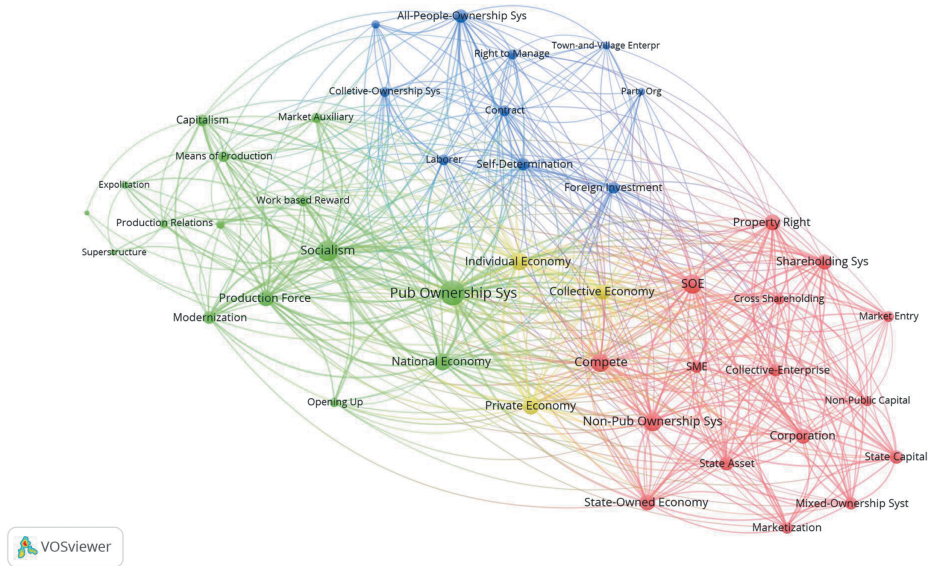 All-People-Ownership Sys
Town-and-Village Enterpr
Right to Manage
Colletive-Ownership Sys
Party Org
Contract
Capitalism
Market Auxiliary
Means of Production
Laborer
Self-Determination
Expolitation
Foreign Investment
Work based Reward
Production Relations
Property Right
Superstructure
Socialism
Individual Economy
Shareholding Sys
SOE
Pub Ownership Sys
Collective Economy
Production Force
Cross Shareholding
Modernization
Market Entry
National Economy
Compete
SME
Collective Enterprise
Opening Up
Private Economy
Non-Public Capital
Non-Pub Ownership Sys
Corporation
State Asset
State Capital
State-Owned Economy
Mixed-Ownership Syst
Marketization
VOSviewer